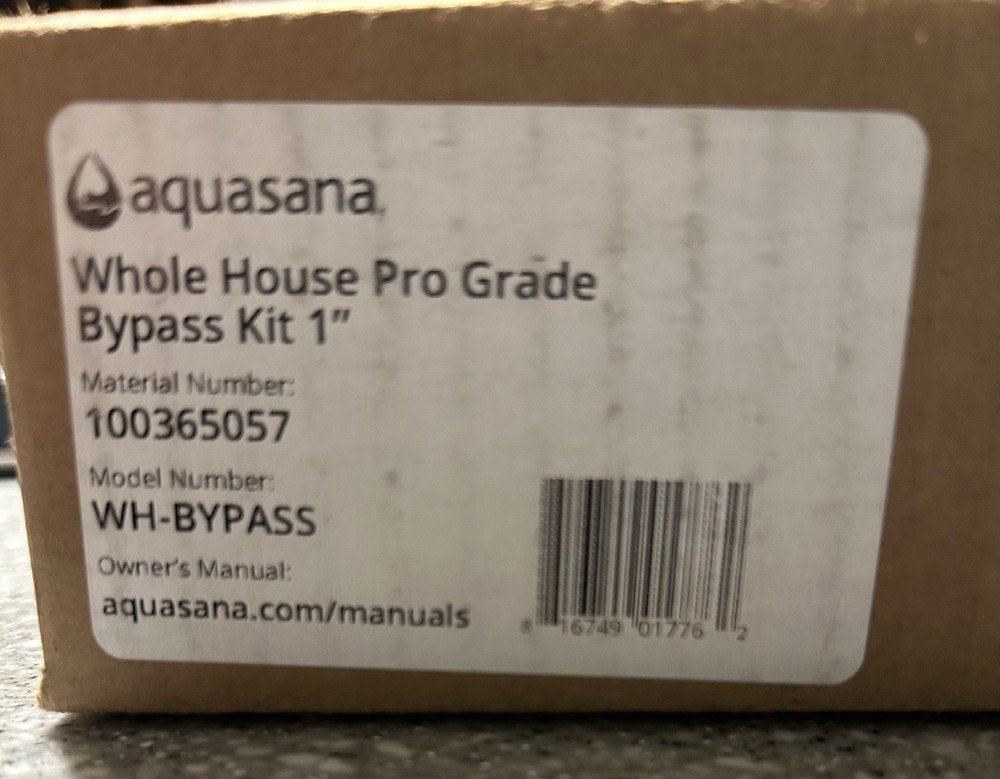 aquasana
Whole House Pro Grade
Bypass Kit 1”
Material Number:
100365057
Model Number:
WH-BYPASS
Owner's Manual:
aquasana.com/manuals
8 16749 01776 2